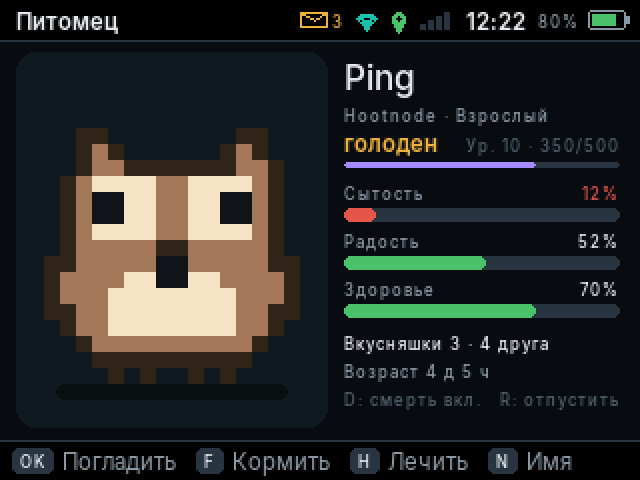 Питомец 3 12:22 80%
Ping
Hootnode · Взрослый
голоден Ур. 10 · 350/500
Сытость 12%
Радость 52%
Здоровье 70%
Вкусняшки 3 · 4 друга
Возраст 4 д 5 ч
D: смерть вкл. R: отпустить
OK Погладить F Кормить H Лечить N Имя